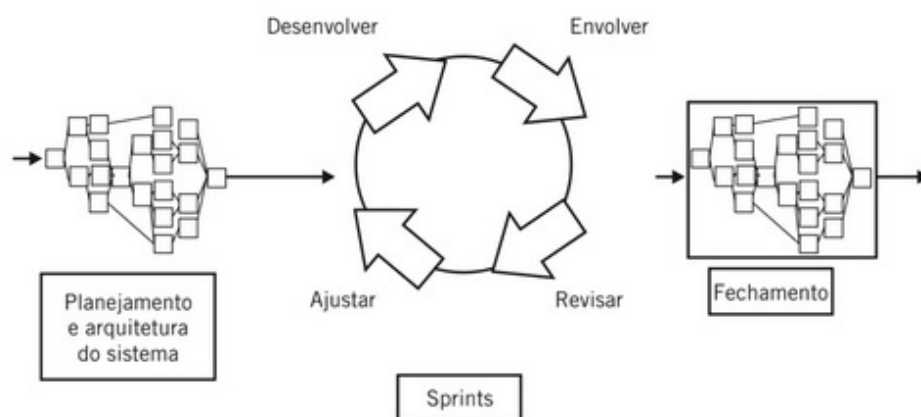 Desenvolver
Envolver
Planejamento
e arquitetura
do sistema
Ajustar
Revisar
Fechamento
Sprints